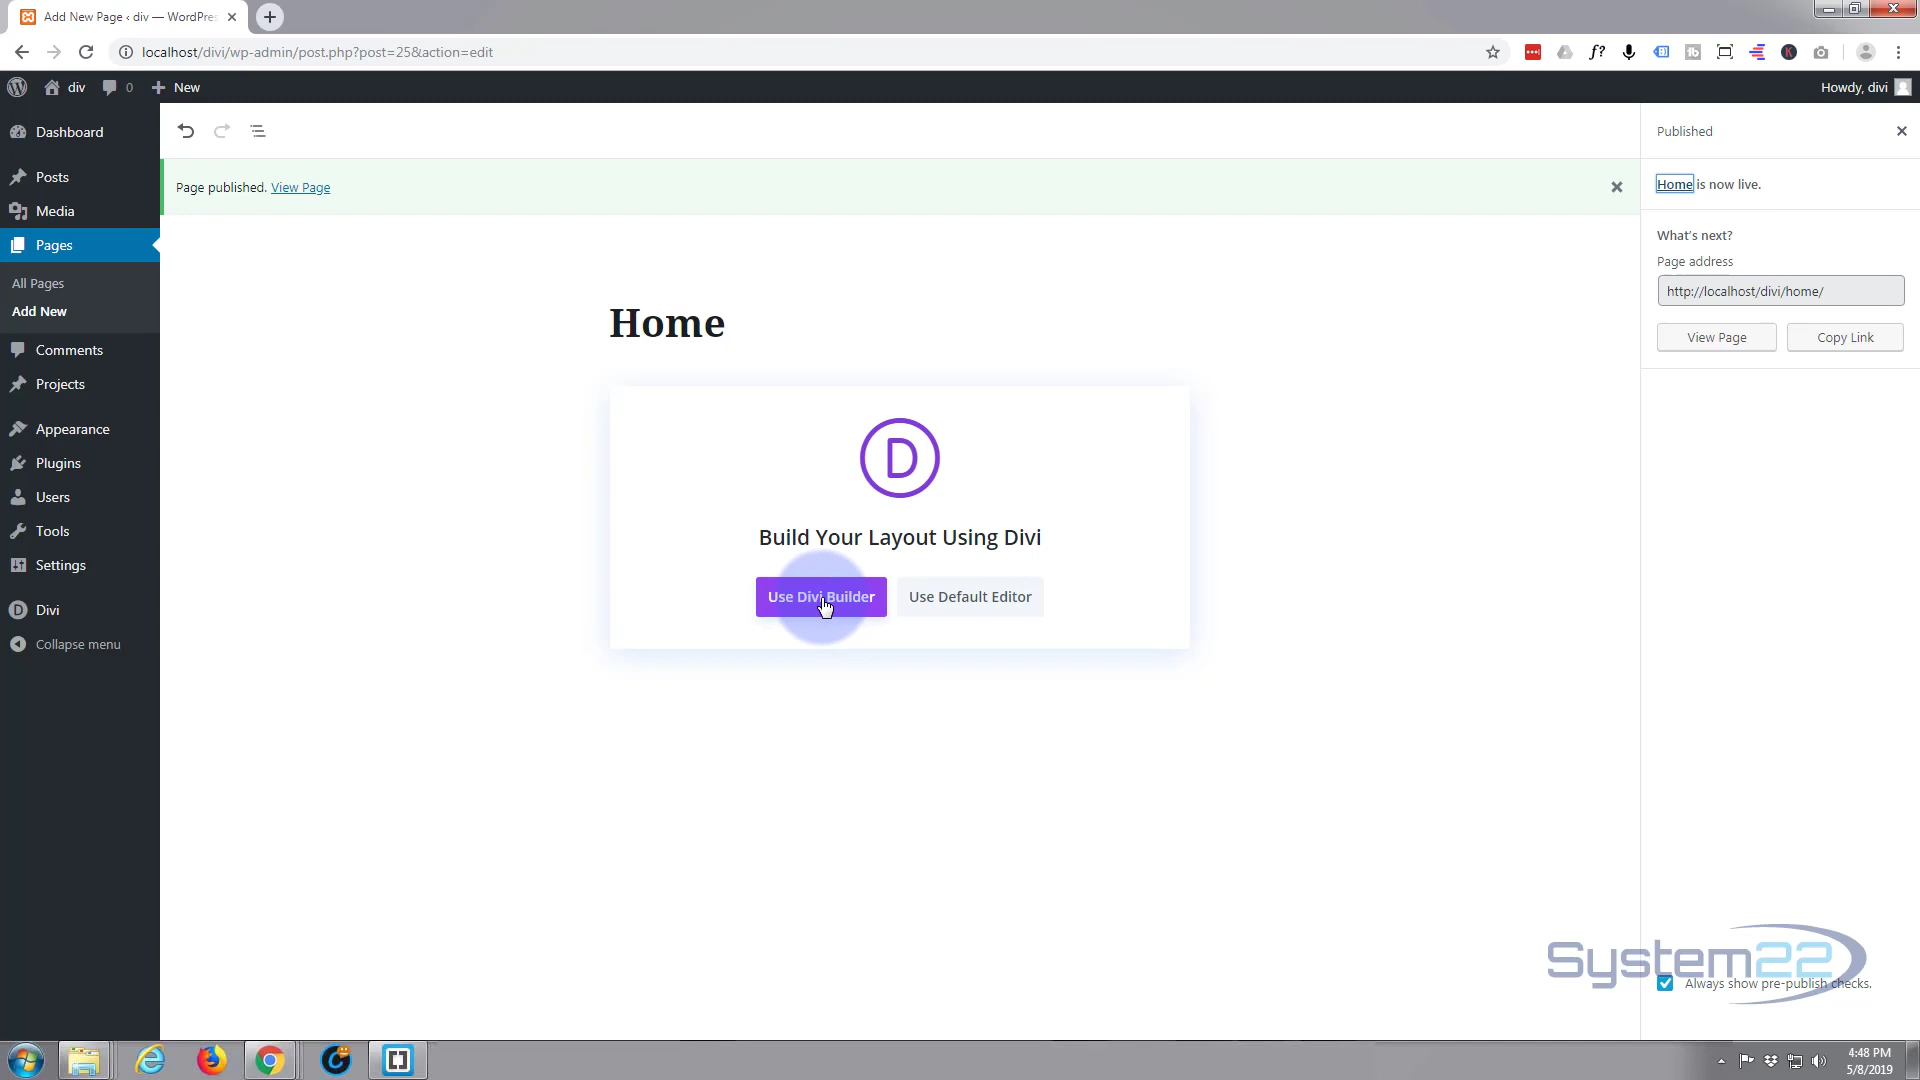 Add New Page ‹ div — WordPres
localhost/divi/wp-admin/post.php?post=25&action=edit
div
0
New
Howdy, divi
Dashboard
Posts
Media
Pages
All Pages
Add New
Comments
Projects
Appearance
Plugins
Users
Tools
Settings
Divi
Collapse menu
Page published. View Page
Home
D
Build Your Layout Using Divi
Use Divi Builder
Use Default Editor
Published
Home is now live.
What's next?
Page address
http://localhost/divi/home/
View Page
Copy Link
System22
Always show pre-publish checks.
4:48 PM
5/8/2019